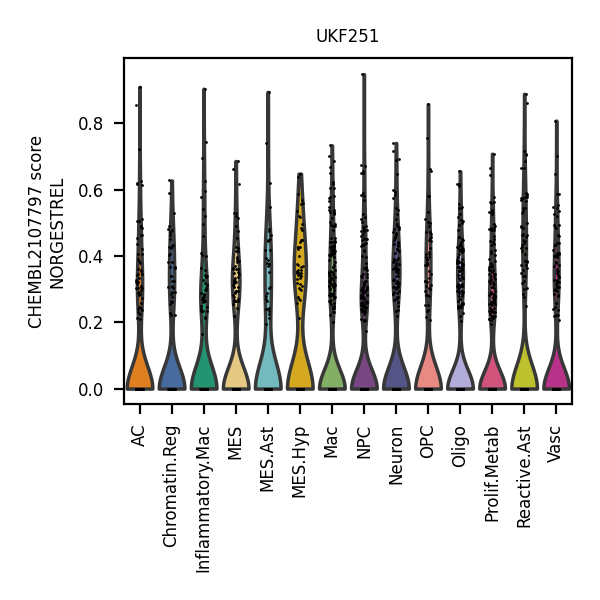 UKF251
CHEMBL2107797 score
NORGESTREL
0.8
0.6
0.4
0.2
0.0
AC
Chromatin.Reg
Inflammatory.Mac
MES
MES.Ast
MES.Hyp
Mac
NPC
Neuron
OPC
Oligo
Prolif.Metab
Reactive.Ast
Vasc